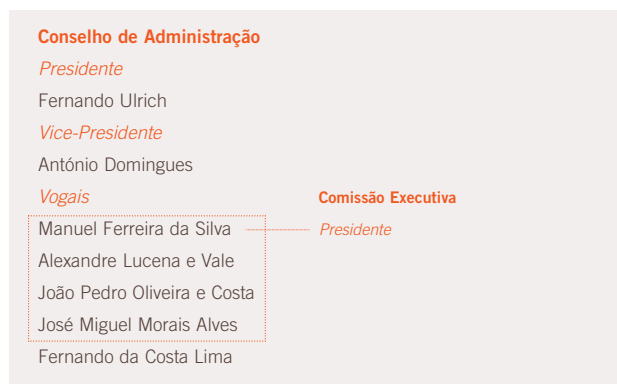 Conselho de Administração
Presidente
Fernando Ulrich
Vice-Presidente
António Domingues
Vogais
Comissão Executiva
Manuel Ferreira da Silva
Presidente
Alexandre Lucena e Vale
João Pedro Oliveira e Costa
José Miguel Morais Alves
Fernando da Costa Lima